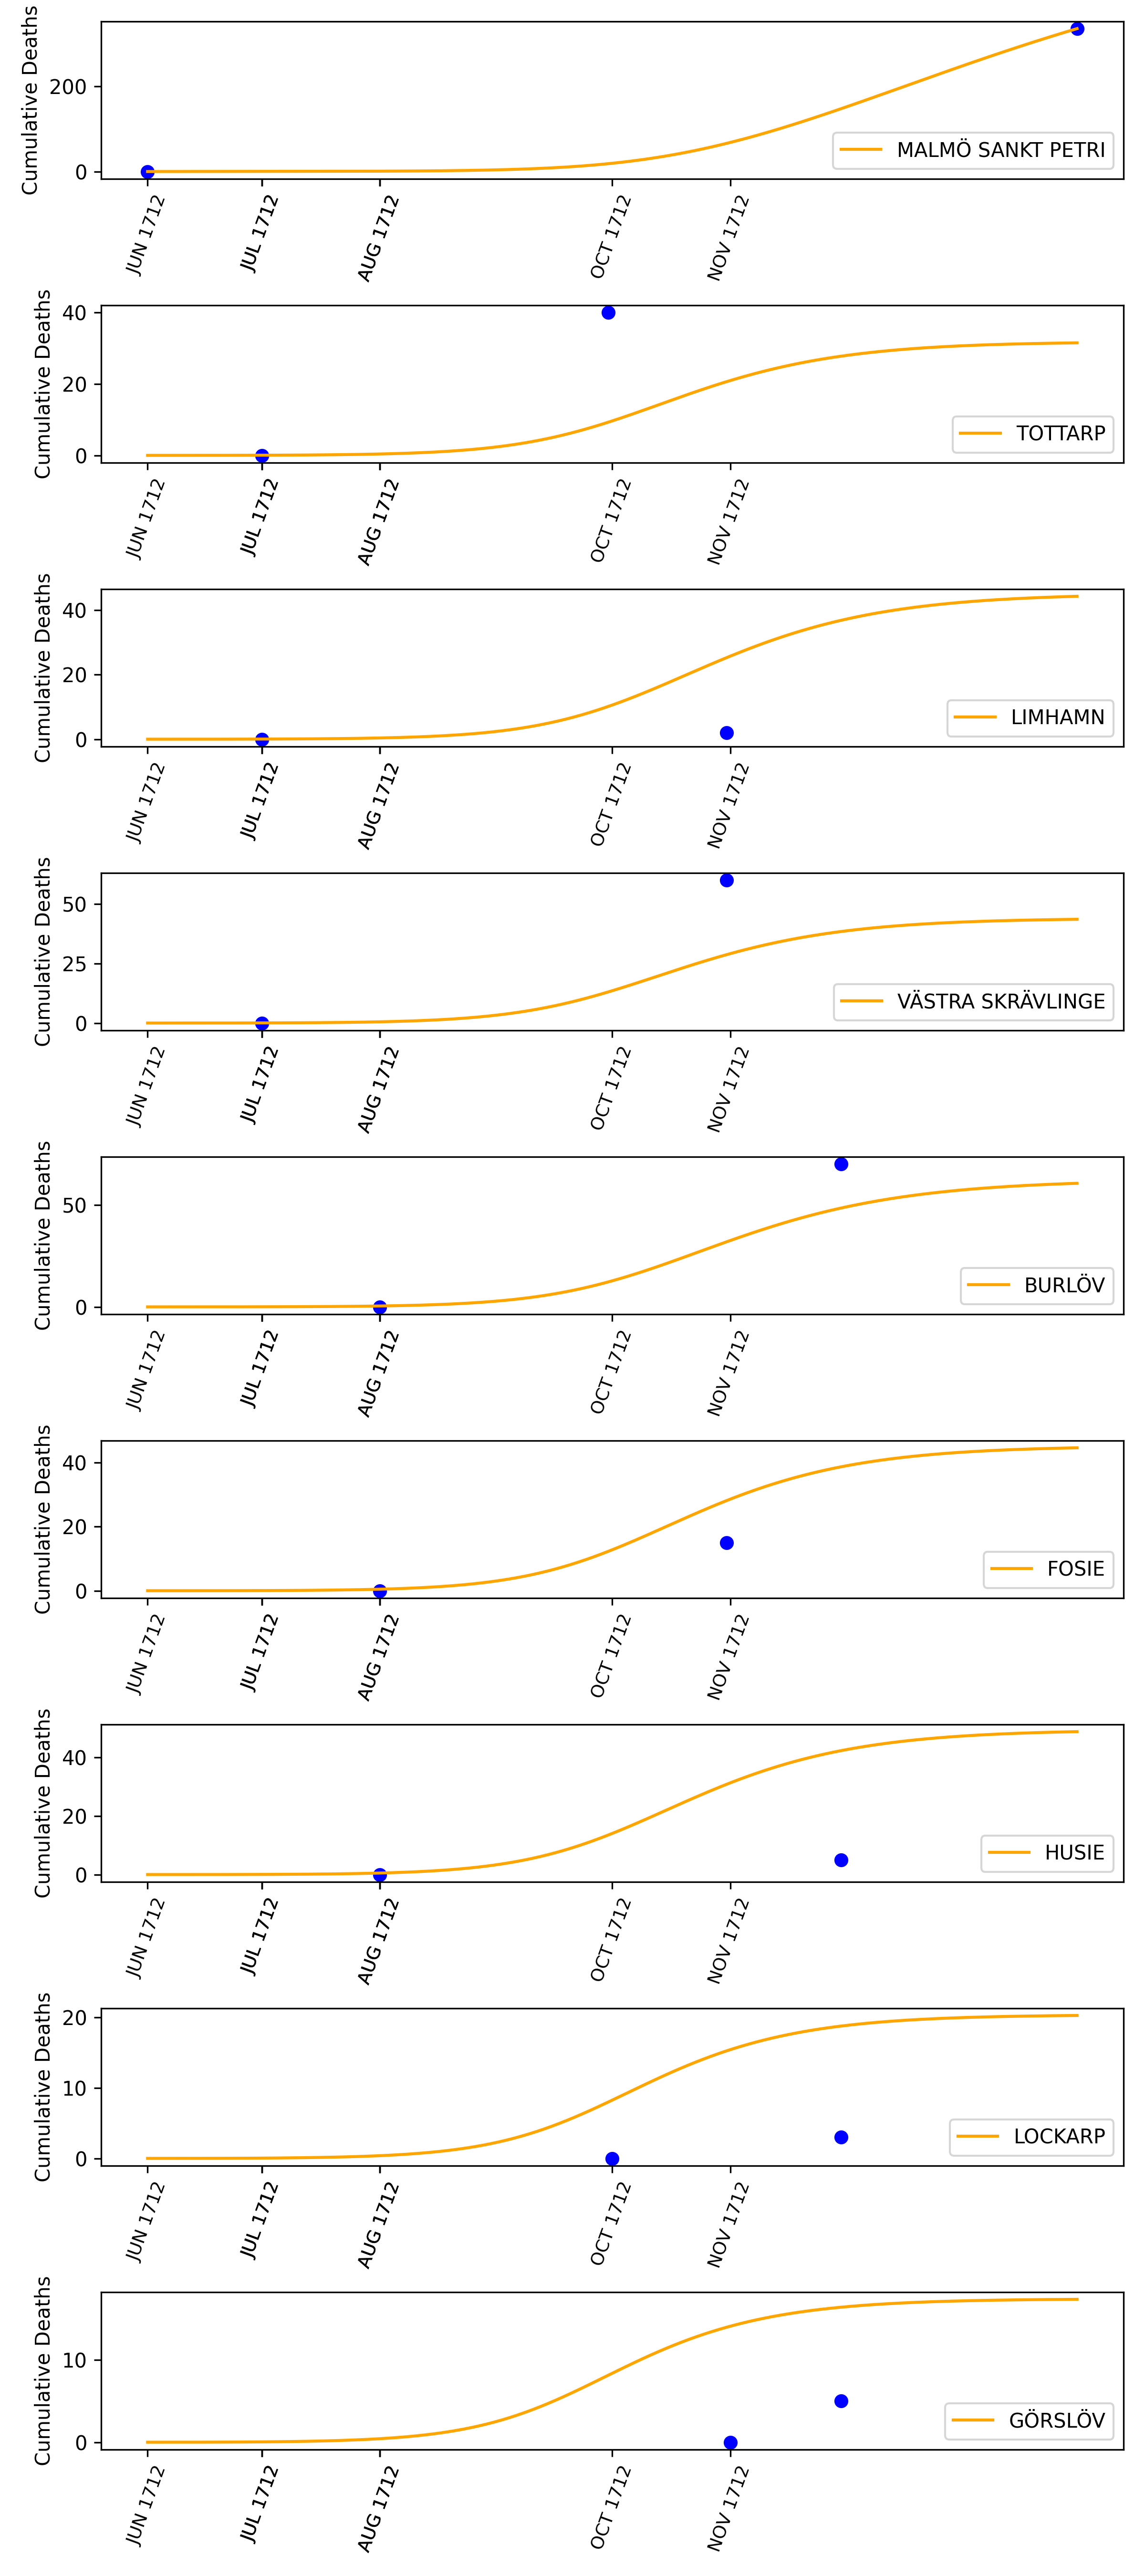 Cumulative Deaths
200
0
MALMÖ SANKT PETRI
JUN 1712
JUL 1712
AUG 1712
OCT 1712
NOV 1712
Cumulative Deaths
40
20
0
TOTTARP
JUN 1712
JUL 1712
AUG 1712
OCT 1712
NOV 1712
Cumulative Deaths
40
20
0
LIMHAMN
JUN 1712
JUL 1712
AUG 1712
OCT 1712
NOV 1712
Cumulative Deaths
50
25
0
VÄSTRA SKRÄVLINGE
JUN 1712
JUL 1712
AUG 1712
OCT 1712
NOV 1712
Cumulative Deaths
50
0
BURLÖV
JUN 1712
JUL 1712
AUG 1712
OCT 1712
NOV 1712
Cumulative Deaths
40
20
0
FOSIE
JUN 1712
JUL 1712
AUG 1712
OCT 1712
NOV 1712
Cumulative Deaths
40
20
0
HUSIE
JUN 1712
JUL 1712
AUG 1712
OCT 1712
NOV 1712
Cumulative Deaths
20
10
0
LOCKARP
JUN 1712
JUL 1712
AUG 1712
OCT 1712
NOV 1712
Cumulative Deaths
10
0
GÖRSLÖV
JUN 1712
JUL 1712
AUG 1712
OCT 1712
NOV 1712